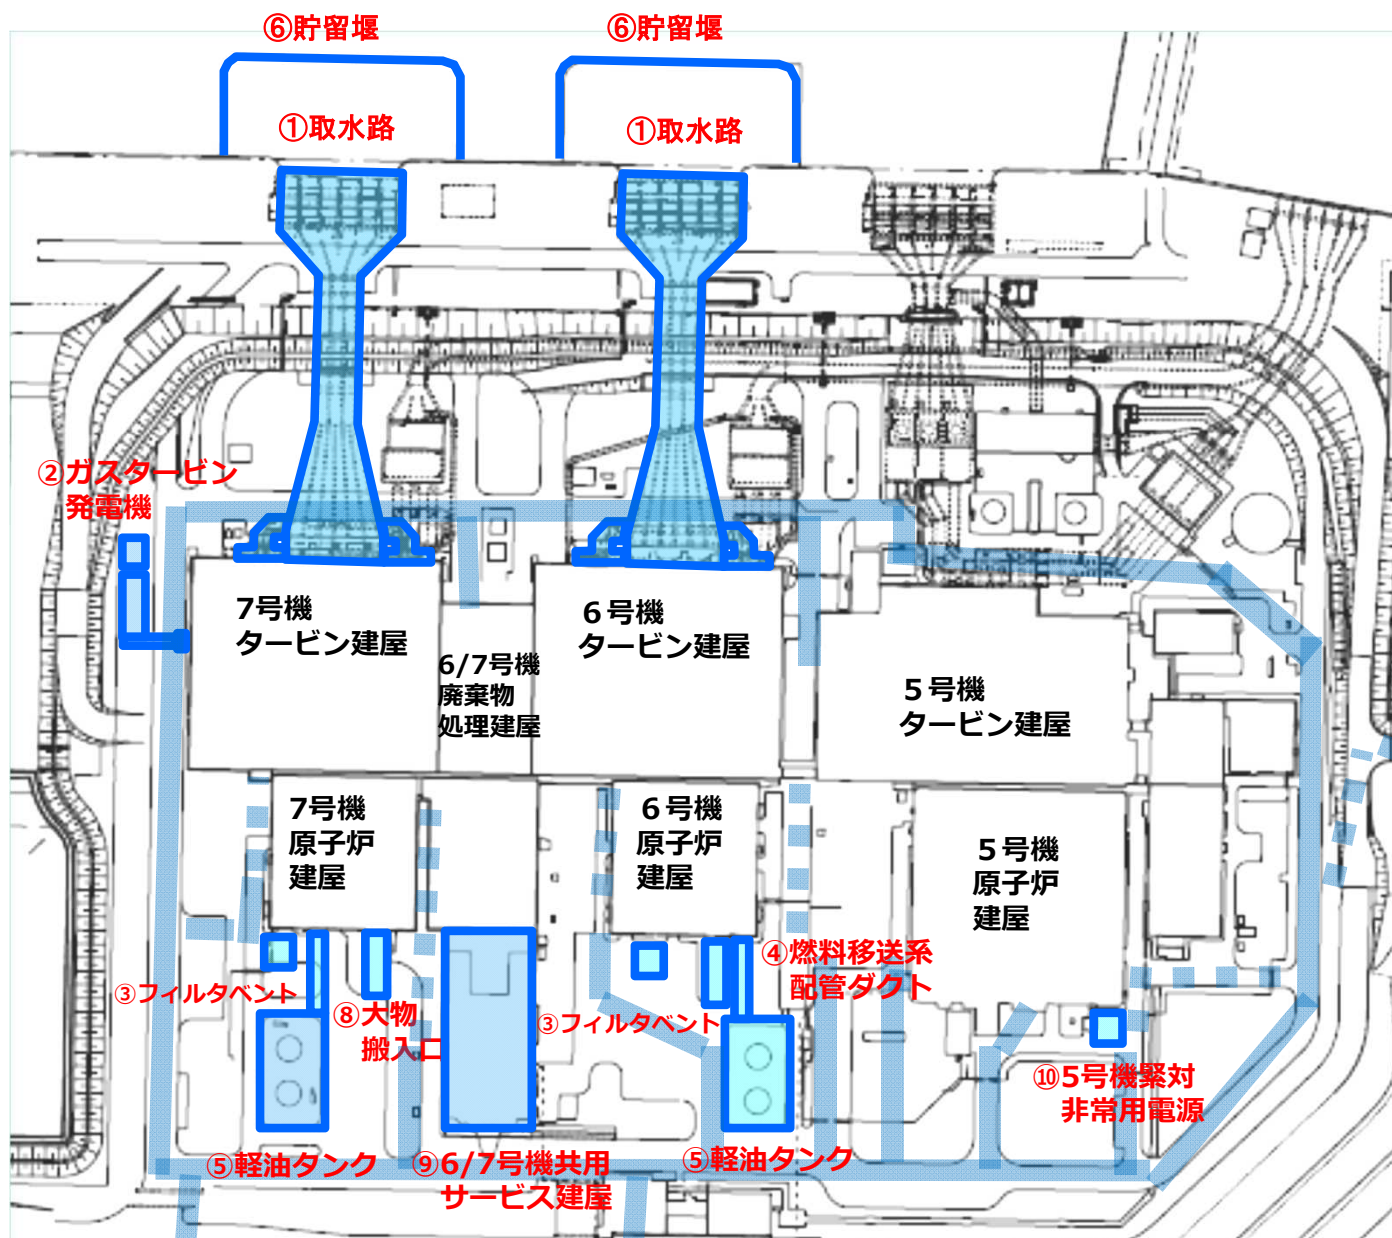 ⑥貯留堰
⑥貯留堰
①取水路
①取水路
②ガスタービン
発電機
7号機
タービン建屋
6/7号機
廃棄物
処理建屋
６号機
タービン建屋
５号機
タービン建屋
7号機
原子炉
建屋
６号機
原子炉
建屋
５号機
原子炉
建屋
③フィルタベント
⑧大物
搬入口
③フィルタベント
④燃料移送系
配管ダクト
⑩5号機緊対
非常用電源
⑤軽油タンク
⑨6/7号機共用
サービス建屋
⑤軽油タンク